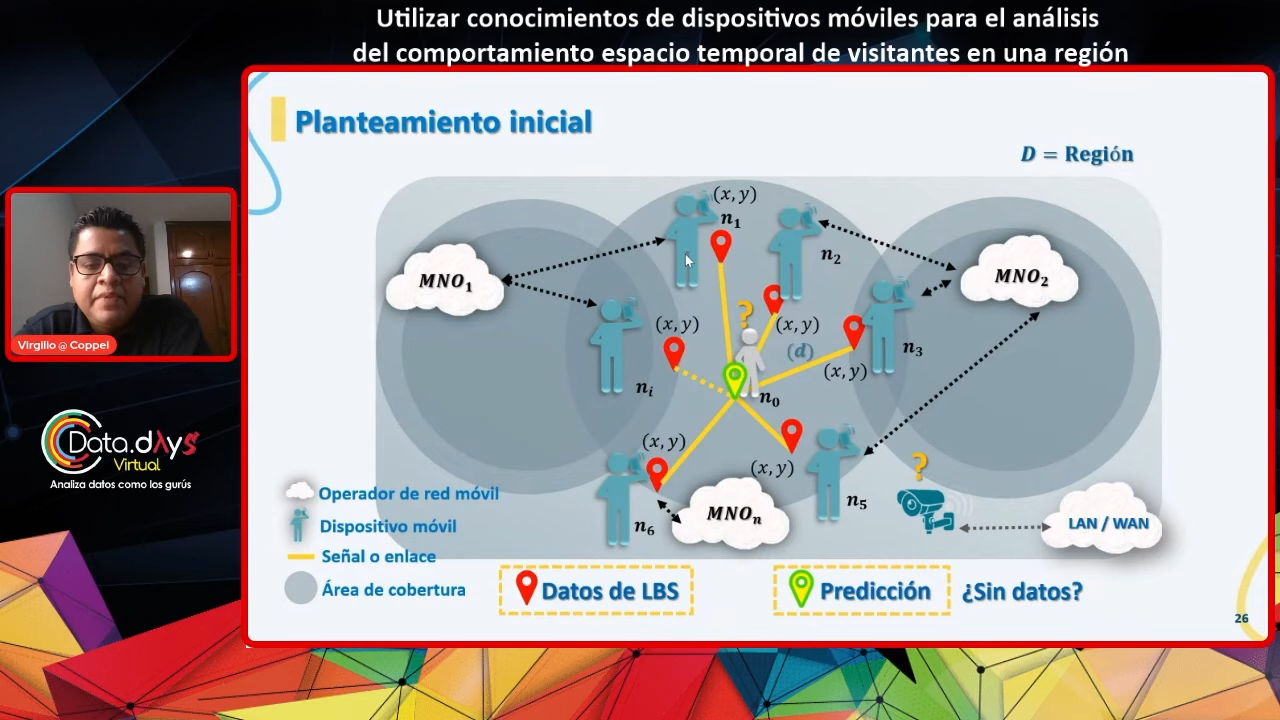 Utilizar conocimientos de dispositivos móviles para el análisis
del comportamiento espacio temporal de visitantes en una región
Planteamiento inicial
D = Región
(x, y)
n1
n2
MNO1
MNO2
(x, y)
?
(x, y)
(d)
n3
(x, y)
ni
n0
Virgilio @ Coppel
Data.dAys
Virtual
Analiza datos como los gurús
(x, y)
(x, y)
?
n5
n6
MNOn
LAN / WAN
Operador de red móvil
Dispositivo móvil
Señal o enlace
Área de cobertura
Datos de LBS
Predicción
¿Sin datos?
26